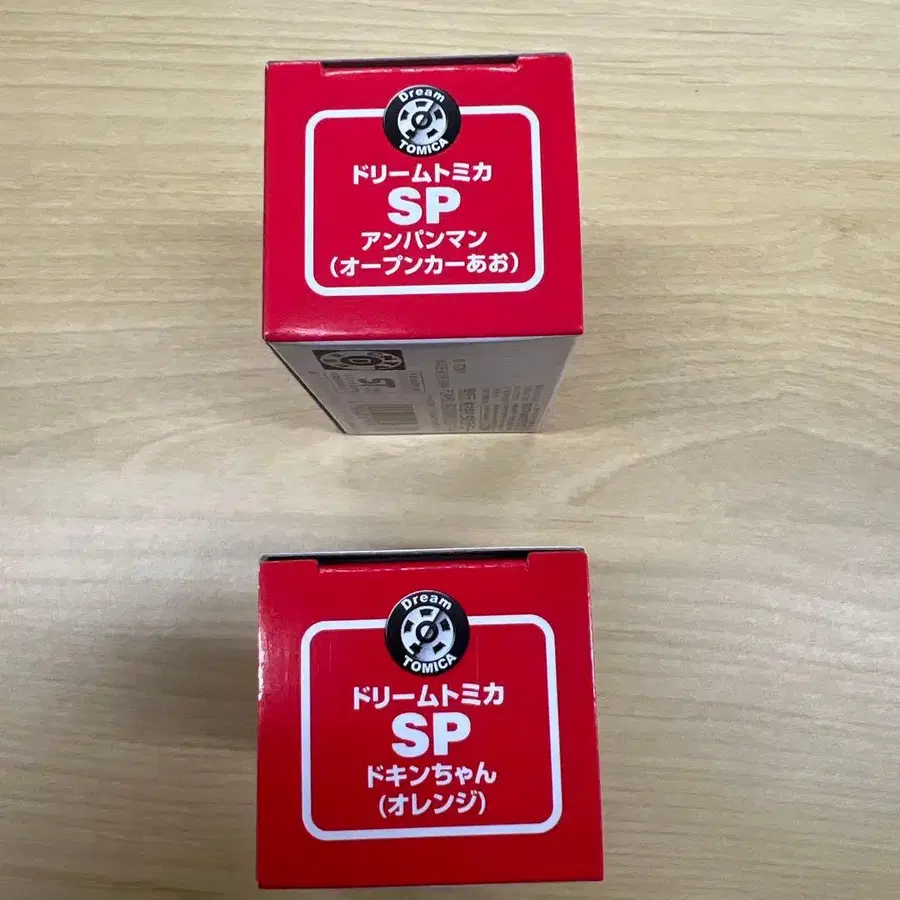 Dream
TOMICA
ドリームトミカ
SP
アンパンマン
(オープンカーあお)
Dream
TOMICA
ドリームトミカ
SP
ドキンちゃん
(オレンジ)